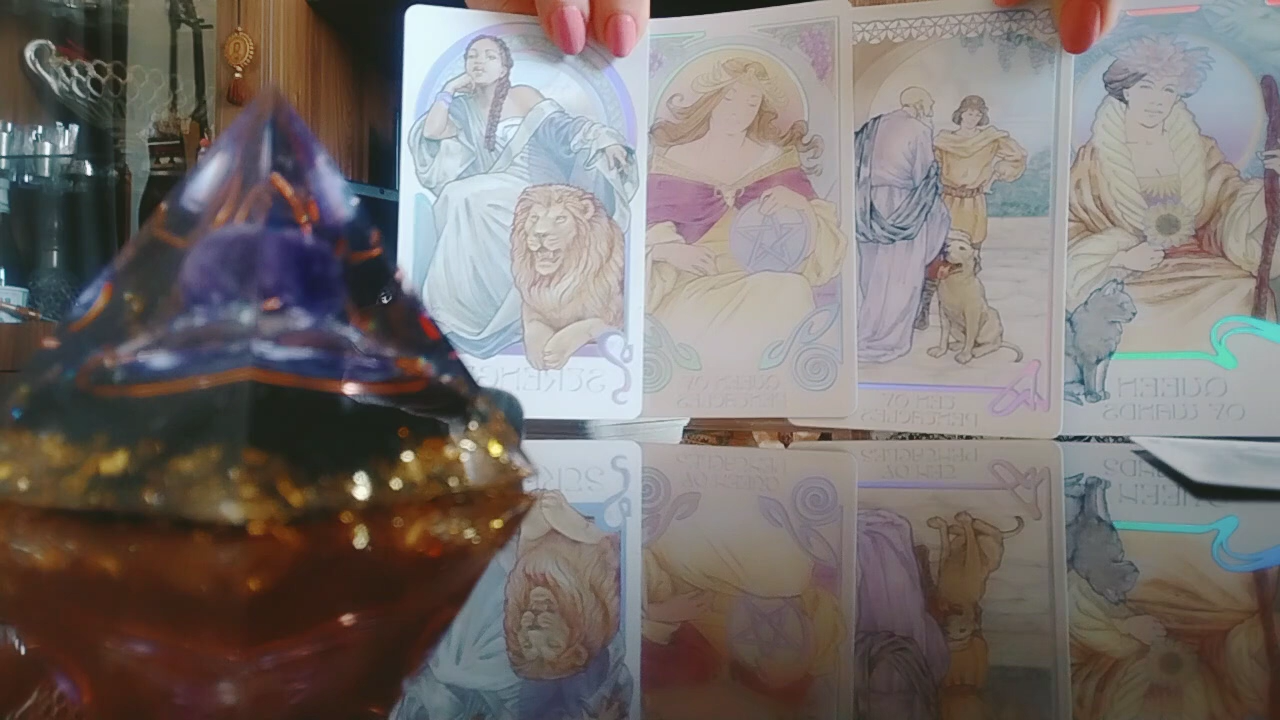 STRENGTH
QUEEN OF
PENTACLES
TEN OF
PENTACLES
QUEEN
OF WANDS